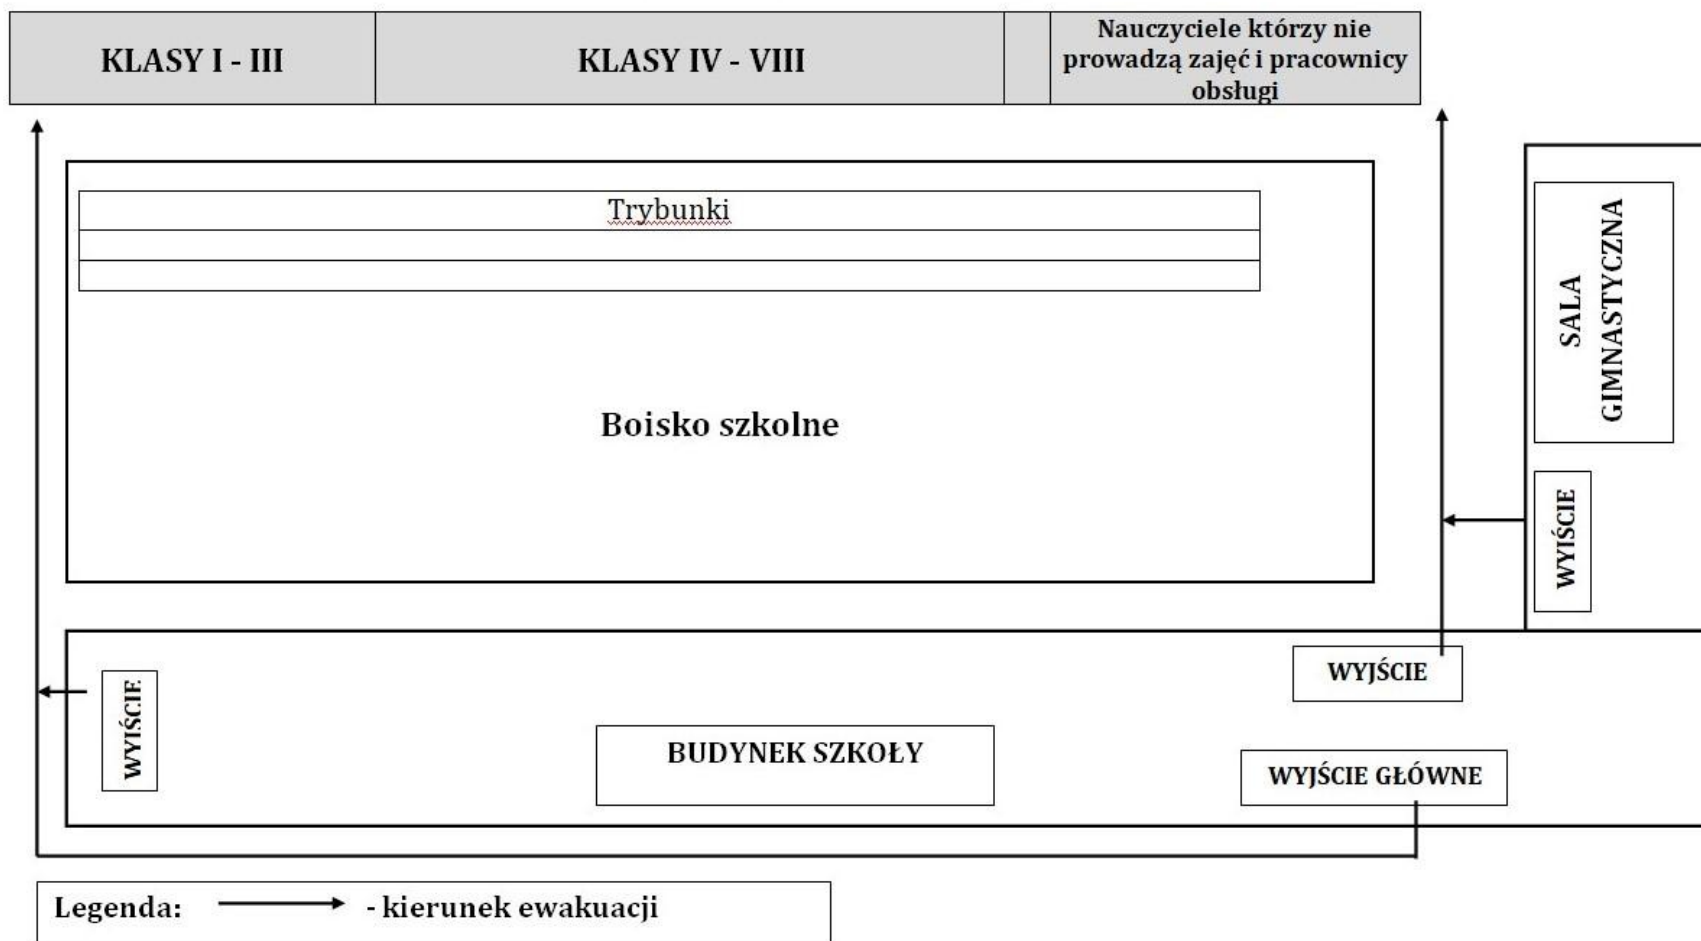 KLASY I - III
KLASY IV - VIII
Nauczyciele którzy nie
prowadzą zajęć i pracownicy
obsługi
Trybunki
Boisko szkolne
SALA
GIMNASTYCZNA
WYJŚCIE
WYJŚCIE
WYJŚCIE
BUDYNEK SZKOŁY
WYJŚCIE GŁÓWNE
Legenda: - kierunek ewakuacji